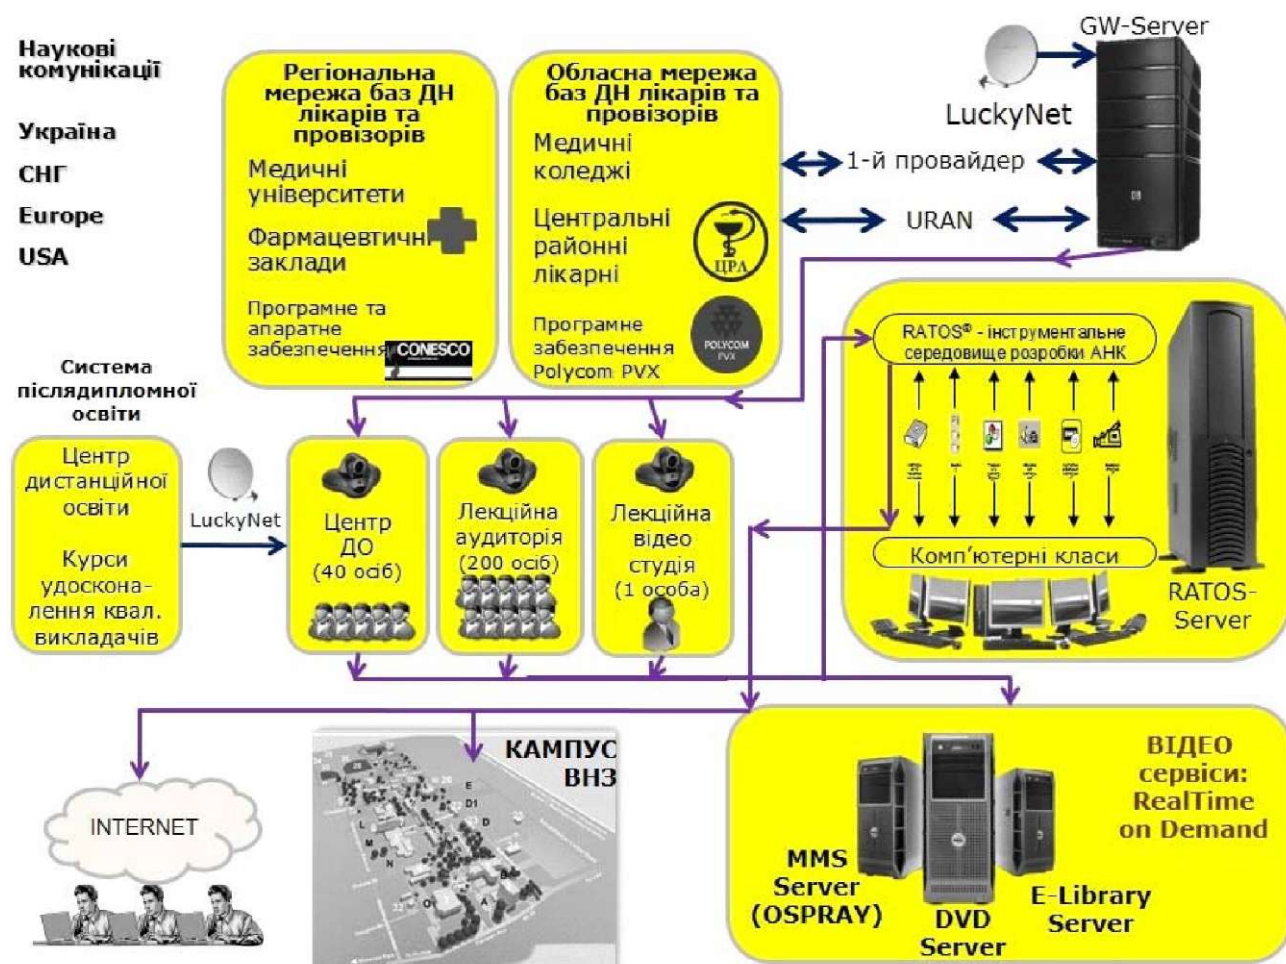 Наукові
комунікації
Україна
СНГ
Europe
USA
Регіональна
мережа баз ДН
лікарів та
провізорів
Медичні
університети
Фармацевтичні
заклади
Програмне та
апаратне
забезпечення
CONESCO
Обласна мережа
баз ДН лікарів та
провізорів
Медичні
коледжі
Центральні
районні
лікарні
ЦРЛ
Програмне
забезпечення
Polycom PVX
POLYCOM
PVX
GW-Server
LuckyNet
1-й провайдер
URAN
RATOS® - інструментальне
середовище розробки АНК
Комп’ютерні класи
RATOS-
Server
Система
післядипломної
освіти
Центр
дистанційної
освіти
Курси
удоскона-
лення квал.
викладачів
LuckyNet
Центр
ДО
(40 осіб)
Лекційна
аудиторія
(200 осіб)
Лекційна
відео
студія
(1 особа)
INTERNET
КАМПУС
ВНЗ
E
D1
D
L
M
N
O
A
B
ВІДЕО
сервіси:
RealTime
on Demand
MMS
Server
(OSPRAY)
DVD
Server
E-Library
Server